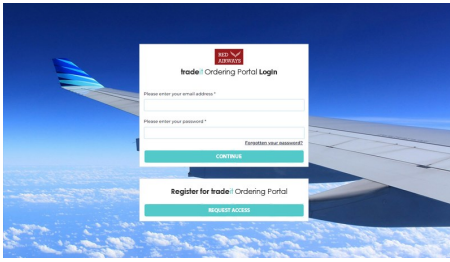 RED
AIRWAYS
tradeit Ordering Portal Login
Please enter your email address *
Please enter your password *
Forgotten your password?
CONTINUE
Register for tradeit Ordering Portal
REQUEST ACCESS